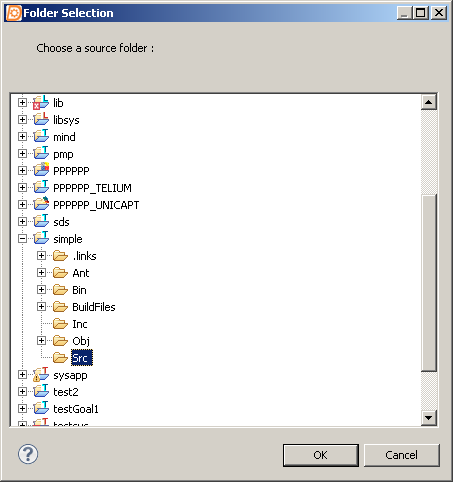 Folder Selection
Choose a source folder :
lib
libsys
mind
pmp
PPPPPP
PPPPPP_TELIUM
PPPPPP_UNICAPT
sds
simple
.links
Ant
Bin
BuildFiles
Inc
Obj
Src
sysapp
test2
testGoal1
testsys
OK
Cancel